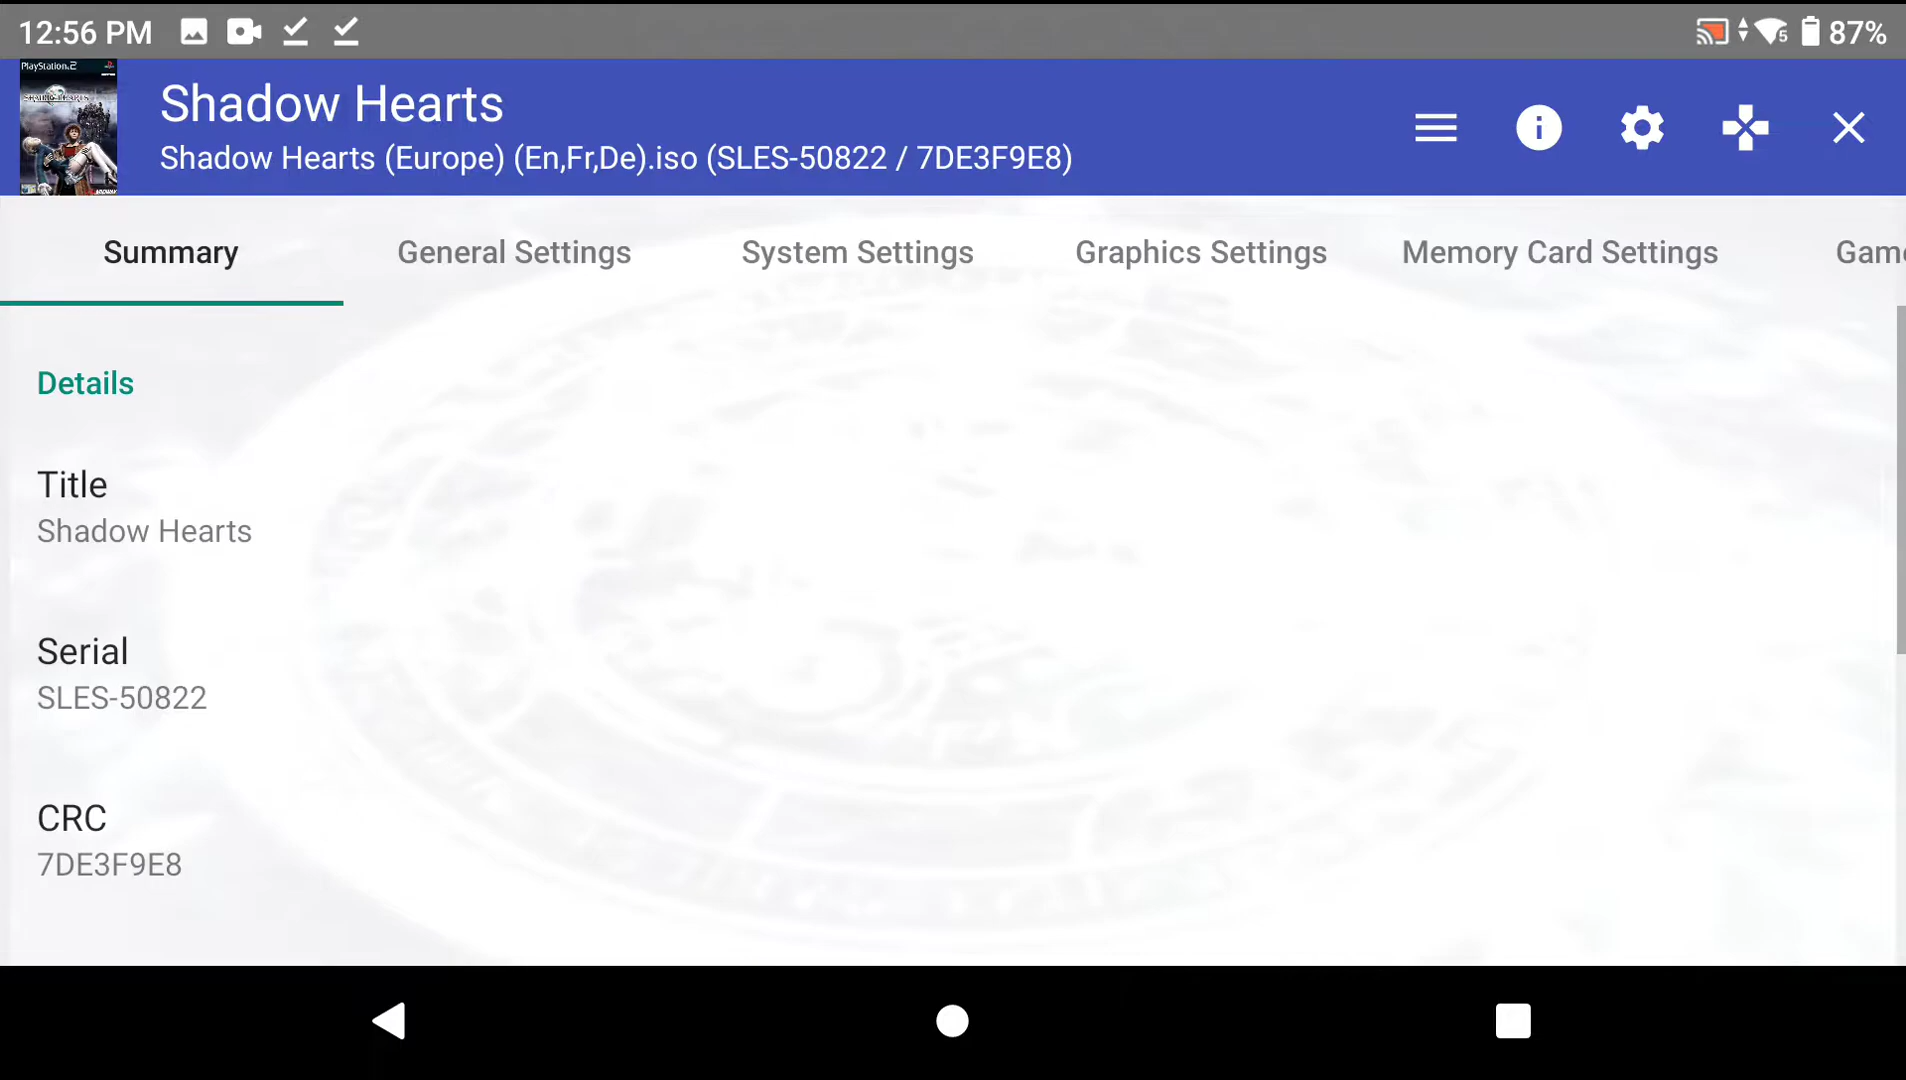 12:56 PM
87%
PlayStation.2
Shadow Hearts
Shadow Hearts (Europe) (En,Fr,De).iso (SLES-50822 / 7DE3F9E8)
Summary
General Settings
System Settings
Graphics Settings
Memory Card Settings
Gam
Details
Title
Shadow Hearts
Serial
SLES-50822
CRC
7DE3F9E8